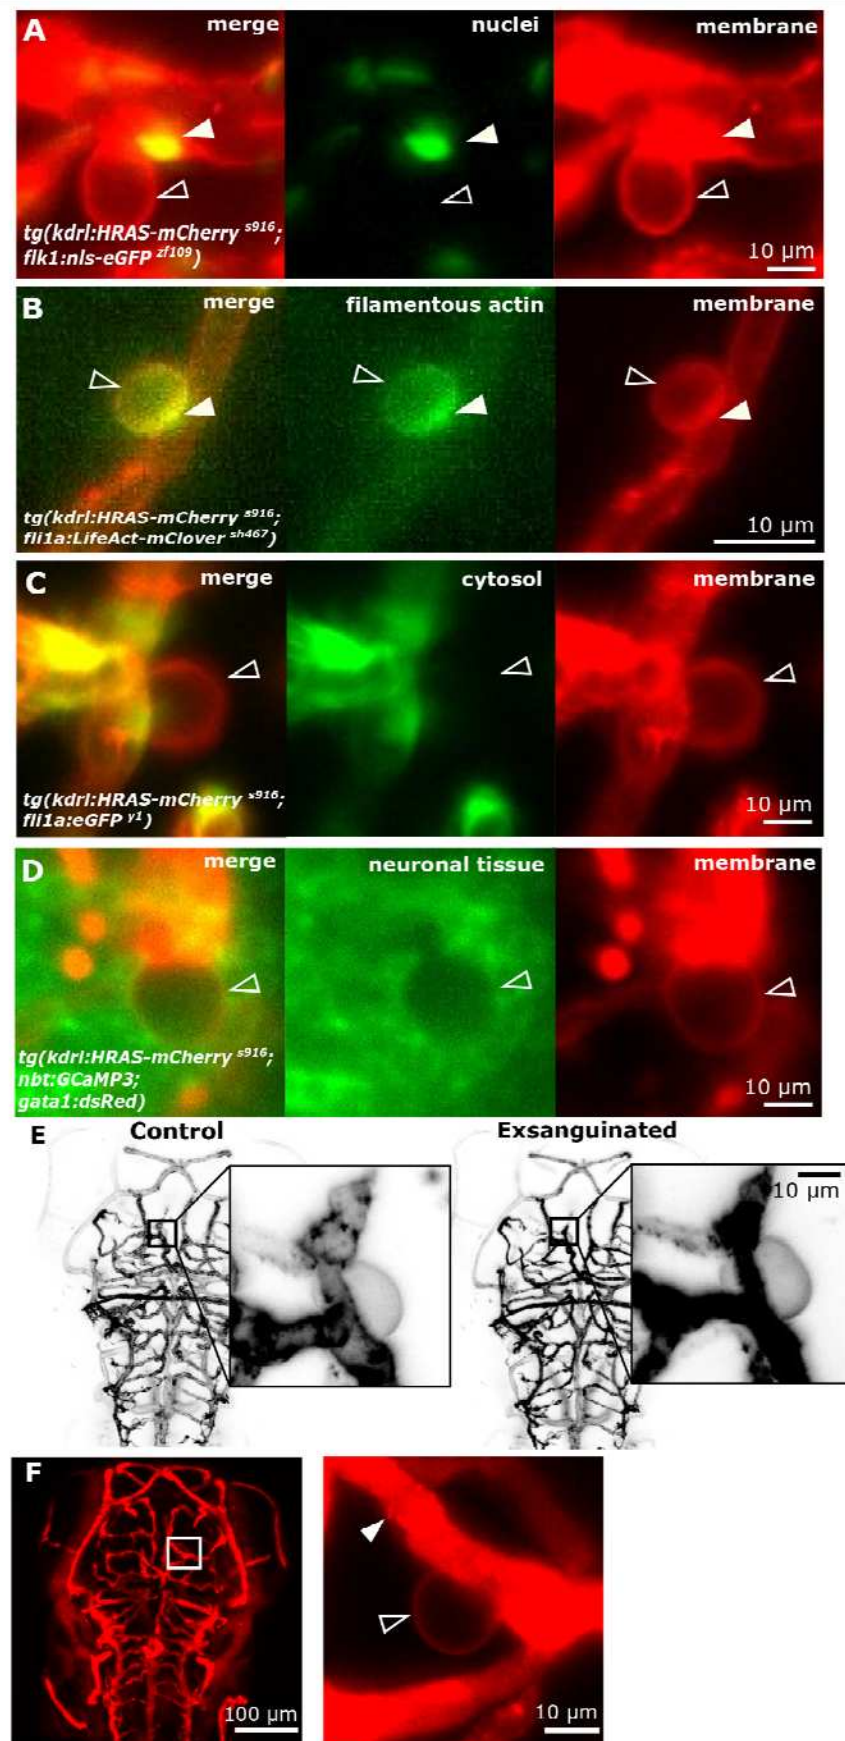 A merge nuclei membrane
tg(kdrl:HRAS-mCherry s916;
flk1:nls-eGFP zf109)
10 µm
B merge filamentous actin membrane
tg(kdrl:HRAS-mCherry s916;
fli1a:LifeAct-mClover sh467)
10 µm
C merge cytosol membrane
tg(kdrl:HRAS-mCherry s916;
fli1a:eGFP y1)
10 µm
D merge neuronal tissue membrane
tg(kdrl:HRAS-mCherry s916;
nbt:GCaMP3;
gata1:dsRed)
10 µm
E Control Exsanguinated
10 µm
F
100 µm 10 µm